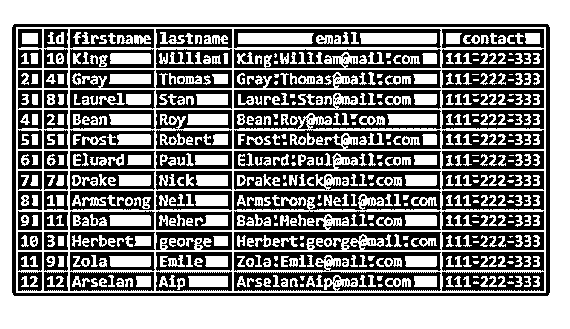 id firstname lastname email contact
1 10 King William King.William@mail.com 111-222-333
2 4 Gray Thomas Gray.Thomas@mail.com 111-222-333
3 8 Laurel Stan Laurel.Stan@mail.com 111-222-333
4 2 Bean Roy Bean.Roy@mail.com 111-222-333
5 5 Frost Robert Frost.Robert@mail.com 111-222-333
6 6 Eluard Paul Eluard.Paul@mail.com 111-222-333
7 7 Drake Nick Drake.Nick@mail.com 111-222-333
8 1 Armstrong Neil Armstrong.Neil@mail.com 111-222-333
9 11 Baba Meher Baba.Meher@mail.com 111-222-333
10 3 Herbert george Herbert.george@mail.com 111-222-333
11 9 Zola Emile Zola.Emile@mail.com 111-222-333
12 12 Arselan Aip Arselan.Aip@mail.com 111-222-333